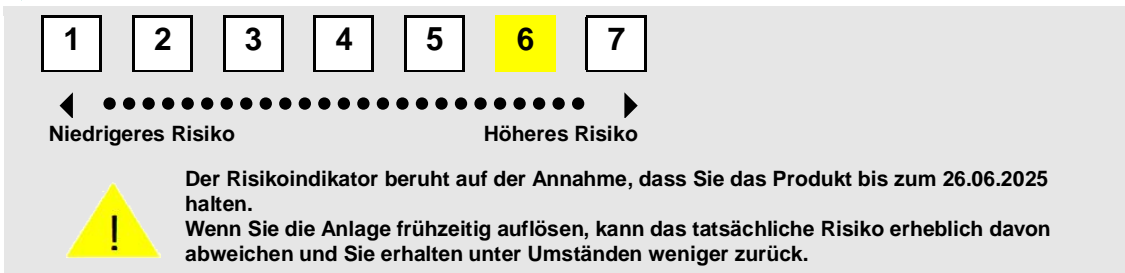 1 2 3 4 5 6 7
Niedrigeres Risiko Höheres Risiko
Der Risikoindikator beruht auf der Annahme, dass Sie das Produkt bis zum 26.06.2025
halten.
Wenn Sie die Anlage frühzeitig auflösen, kann das tatsächliche Risiko erheblich davon
abweichen und Sie erhalten unter Umständen weniger zurück.
!